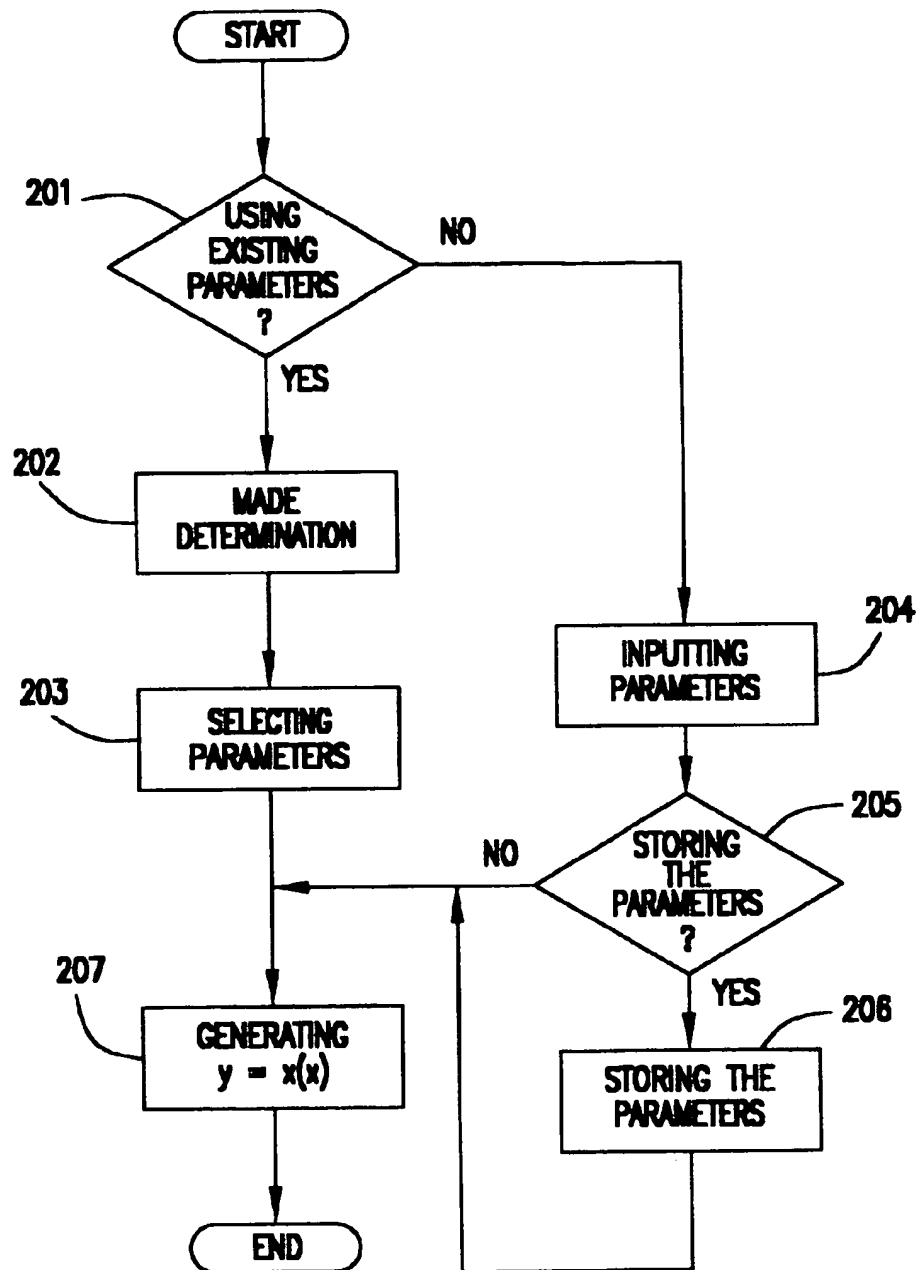 START
201
USING
EXISTING
PARAMETERS
?
NO
YES
202
MADE
DETERMINATION
203
SELECTING
PARAMETERS
204
INPUTTING
PARAMETERS
205
STORING
THE
PARAMETERS
?
NO
YES
206
STORING THE
PARAMETERS
207
GENERATING
y = x(x)
END